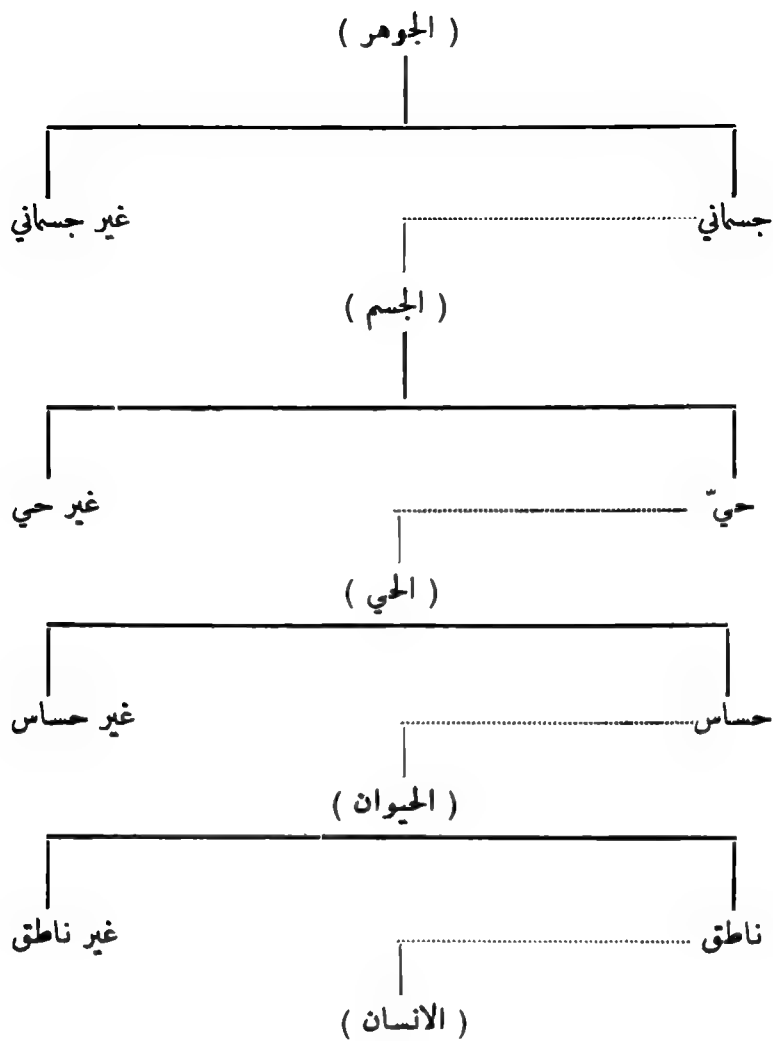 ( الجوهر )
جسماني غير جسماني
( الجسم )
حيّ غير حي
( الحي )
حساس غير حساس
( الحيوان )
ناطق غير ناطق
( الانسان )